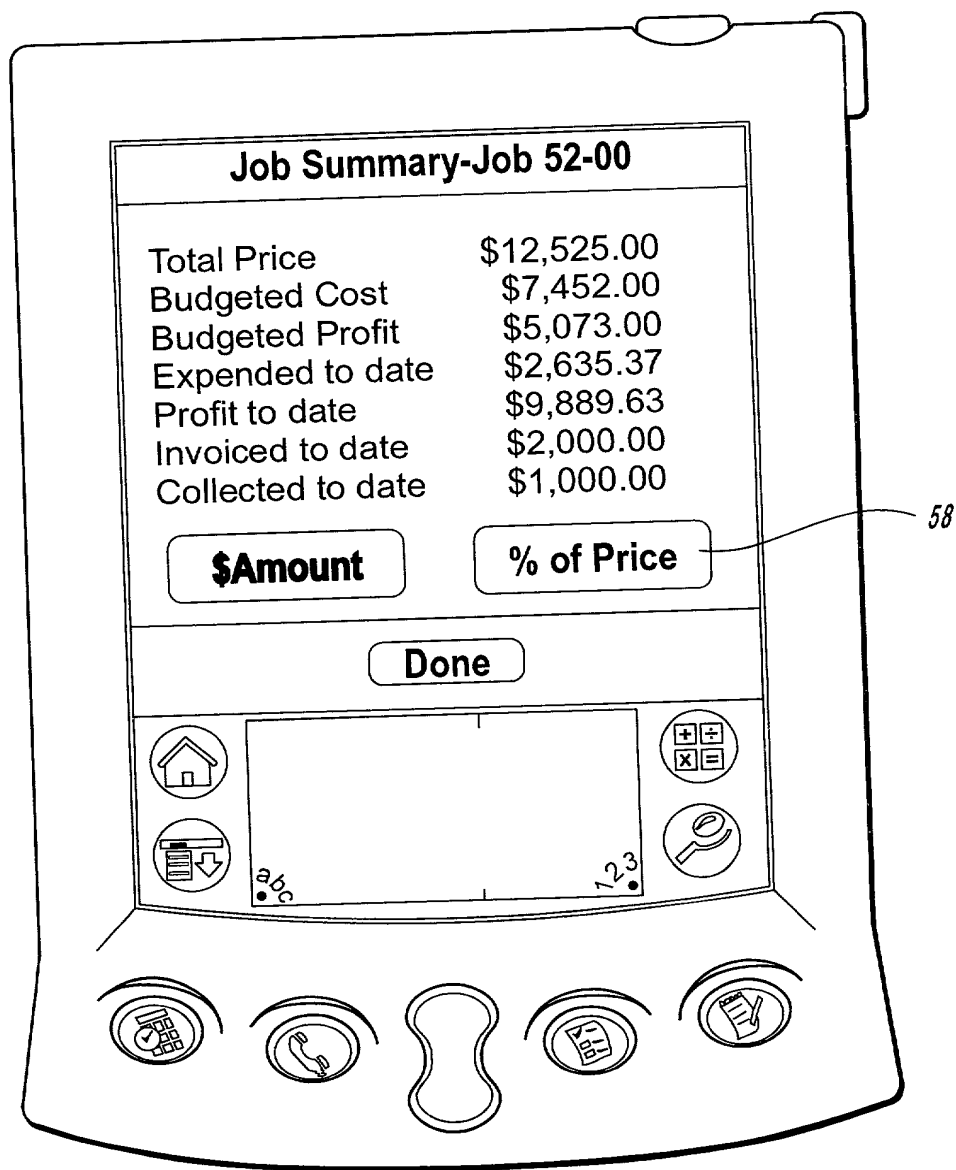 Job Summary-Job 52-00
Total Price $12,525.00
Budgeted Cost $7,452.00
Budgeted Profit $5,073.00
Expended to date $2,635.37
Profit to date $9,889.63
Invoiced to date $2,000.00
Collected to date $1,000.00
$Amount % of Price 58
Done
+ ÷
x =
abc 123